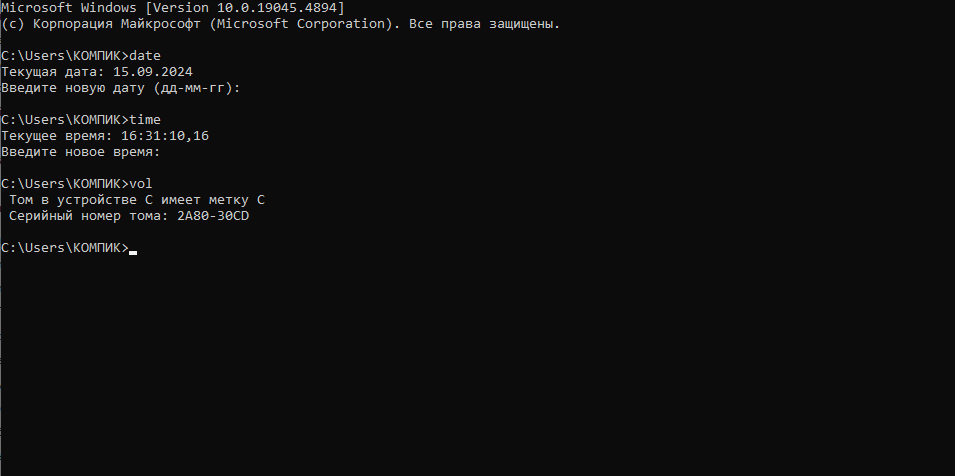 Microsoft Windows [Version 10.0.19045.4894]
(c) Корпорация Майкрософт (Microsoft Corporation). Все права защищены.
C:\Users\КОМПИК>date
Текущая дата: 15.09.2024
Введите новую дату (дд-мм-гг):
C:\Users\КОМПИК>time
Текущее время: 16:31:10,16
Введите новое время:
C:\Users\КОМПИК>vol
Том в устройстве C имеет метку C
Серийный номер тома: 2A80-30CD
C:\Users\КОМПИК>